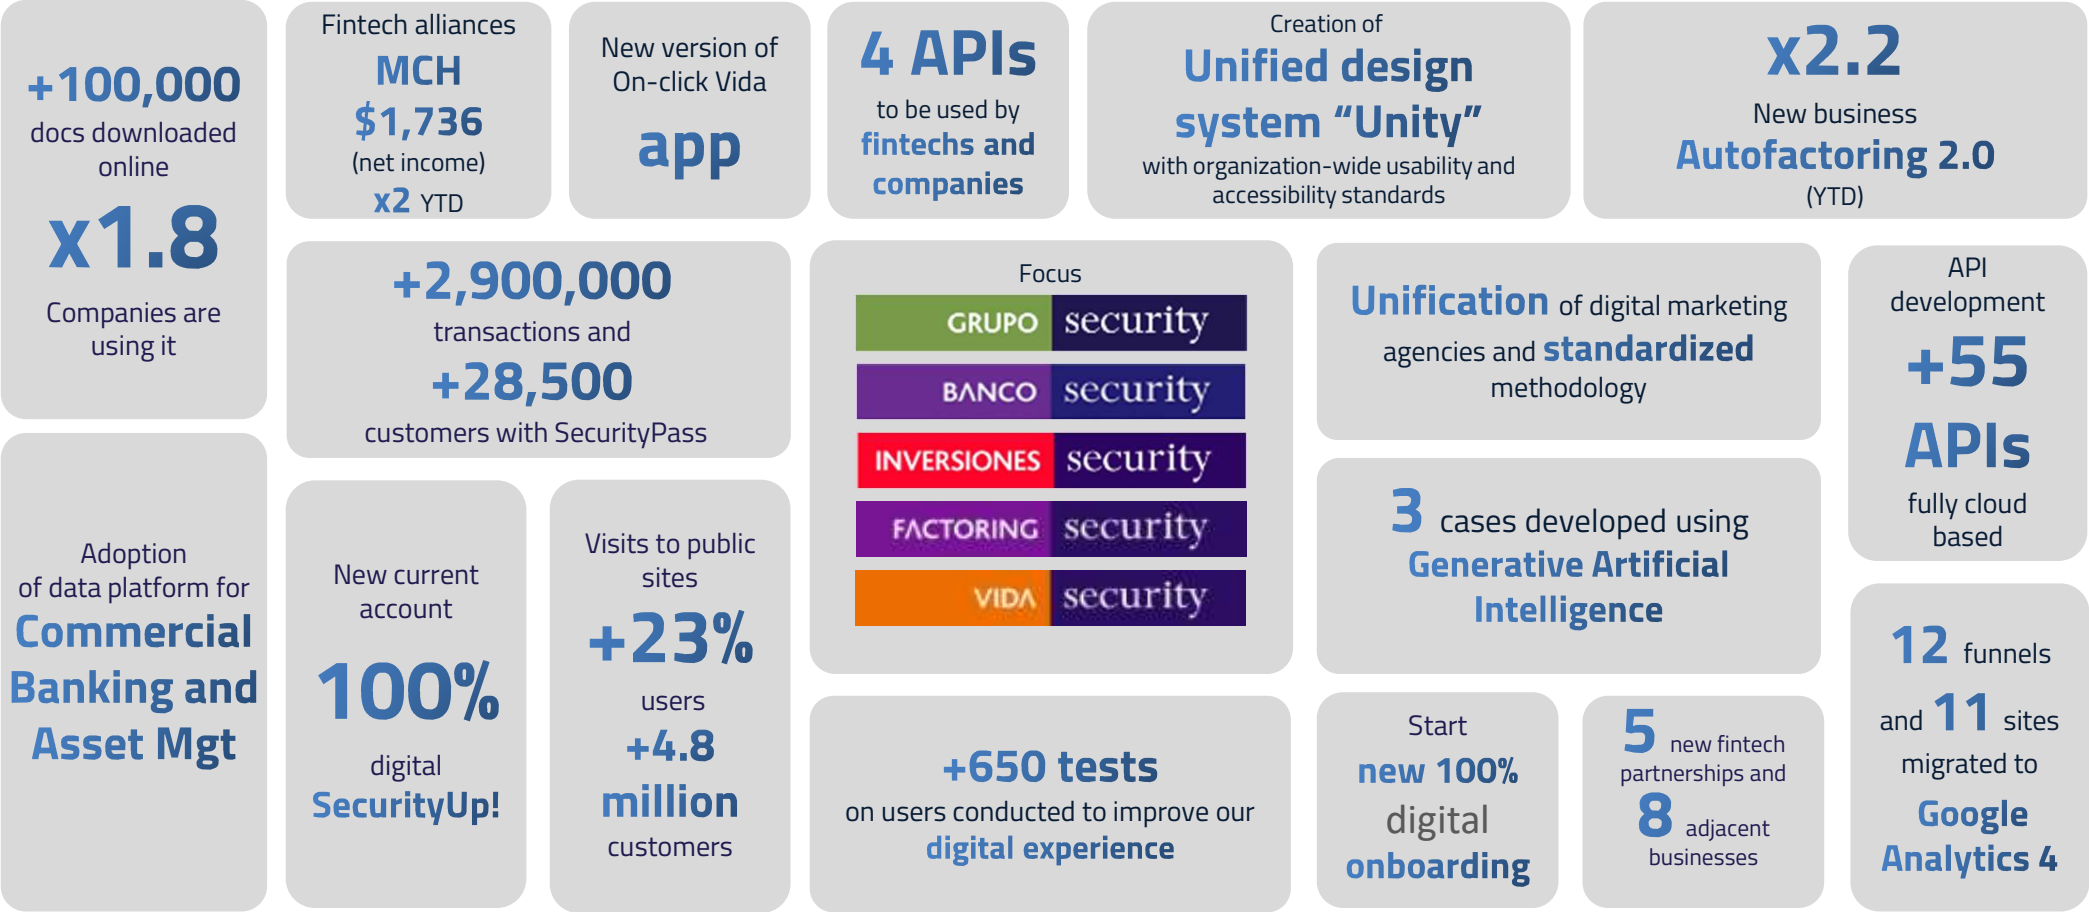 +100,000
docs downloaded
online
x1.8
Companies are
using it
Fintech alliances
MCH
$1,736
(net income)
x2 YTD
New version of
On-click Vida
app
4 APIs
to be used by
fintechs and
companies
Creation of
Unified design
system “Unity”
with organization-wide usability and
accessibility standards
x2.2
New business
Autofactoring 2.0
(YTD)
+2,900,000
transactions and
+28,500
customers with SecurityPass
Focus
GRUPO security
BANCO security
INVERSIONES security
FACTORING security
VIDA security
Unification of digital marketing
agencies and standardized
methodology
API
development
+55
APIs
fully cloud
based
Adoption
of data platform for
Commercial
Banking and
Asset Mgt
New current
account
100%
digital
SecurityUp!
Visits to public
sites
+23%
users
+4.8
million
customers
3 cases developed using
Generative Artificial
Intelligence
+650 tests
on users conducted to improve our
digital experience
Start
new 100%
digital
onboarding
5 new fintech
partnerships and
8 adjacent
businesses
12 funnels
and 11 sites
migrated to
Google
Analytics 4